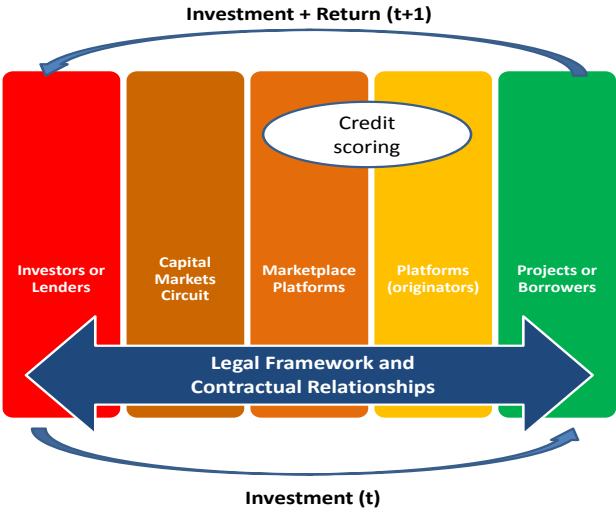 Investment + Return (t+1)
Credit
scoring
Investors or
Lenders
Capital
Markets
Circuit
Marketplace
Platforms
Platforms
(originators)
Projects or
Borrowers
Legal Framework and
Contractual Relationships
Investment (t)